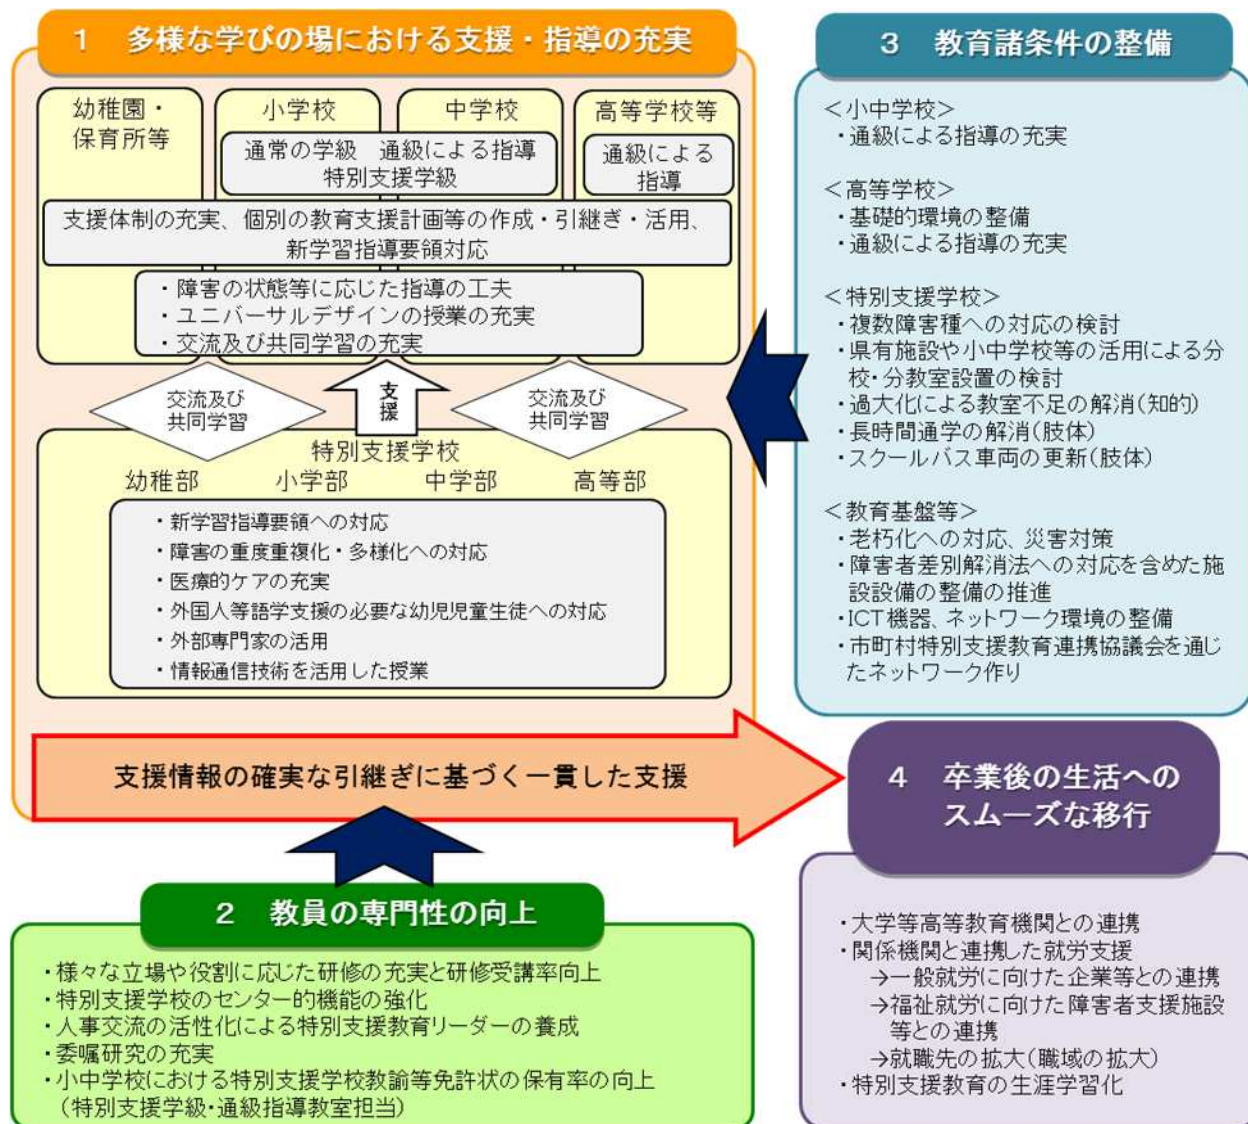 1 多様な学びの場における支援・指導の充実
幼稚園・
保育所等
小学校
中学校
高等学校等
通常の学級 通級による指導
特別支援学級
通級による
指導
支援体制の充実、個別の教育支援計画等の作成・引継ぎ・活用、
新学習指導要領対応
・障害の状態等に応じた指導の工夫
・ユニバーサルデザインの授業の充実
・交流及び共同学習の充実
交流及び
共同学習
支援
交流及び
共同学習
特別支援学校
幼稚部 小学部 中学部 高等部
・新学習指導要領への対応
・障害の重度重複化・多様化への対応
・医療的ケアの充実
・外国人等語学支援の必要な幼児児童生徒への対応
・外部専門家の活用
・情報通信技術を活用した授業
支援情報の確実な引継ぎに基づく一貫した支援
2 教員の専門性の向上
・様々な立場や役割に応じた研修の充実と研修受講率向上
・特別支援学校のセンター的機能の強化
・人事交流の活性化による特別支援教育リーダーの養成
・委嘱研究の充実
・小中学校における特別支援学校教諭等免許状の保有率の向上
(特別支援学級・通級指導教室担当)
3 教育諸条件の整備
<小中学校>
・通級による指導の充実
<高等学校>
・基礎的環境の整備
・通級による指導の充実
<特別支援学校>
・複数障害種への対応の検討
・県有施設や小中学校等の活用による分
校・分教室設置の検討
・過大化による教室不足の解消(知的)
・長時間通学の解消(肢体)
・スクールバス車両の更新(肢体)
<教育基盤等>
・老朽化への対応、災害対策
・障害者差別解消法への対応を含めた施
設設備の整備の推進
・ICT機器、ネットワーク環境の整備
・市町村特別支援教育連携協議会を通じ
たネットワーク作り
4 卒業後の生活への
スムーズな移行
・大学等高等教育機関との連携
・関係機関と連携した就労支援
→一般就労に向けた企業等との連携
→福祉就労に向けた障害者支援施設
等との連携
→就職先の拡大(職域の拡大)
・特別支援教育の生涯学習化